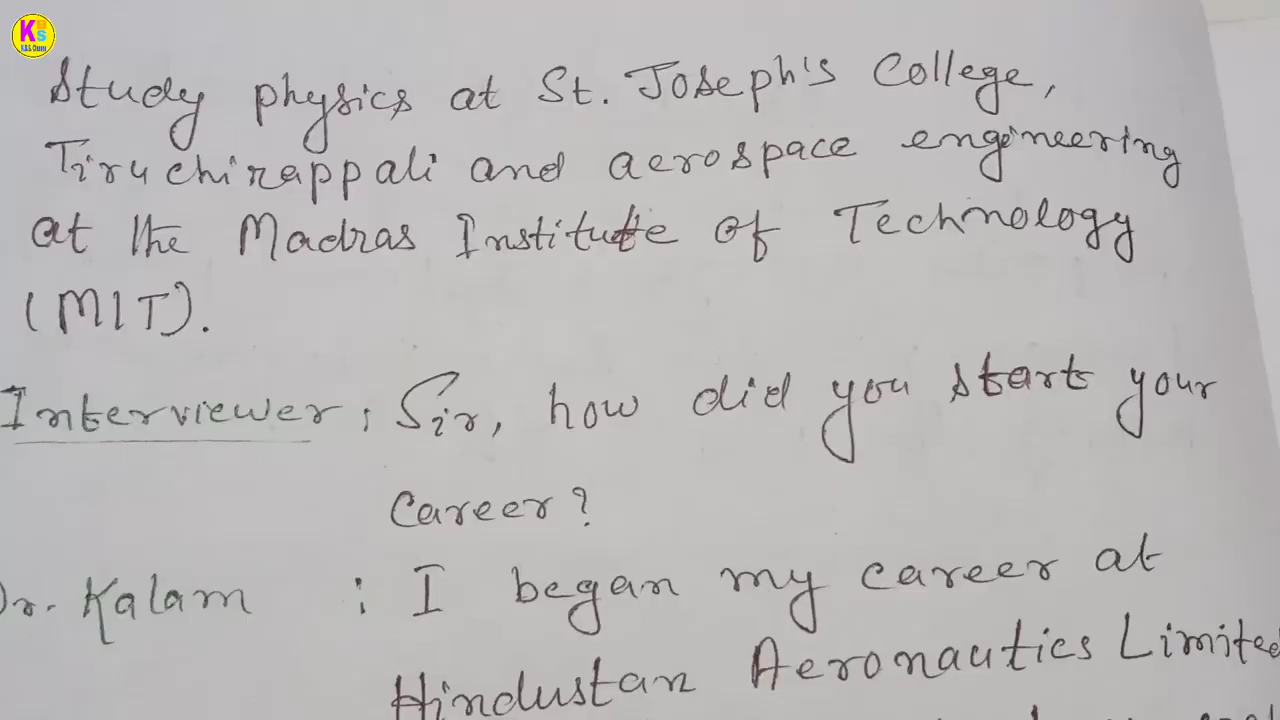 K&S
K&S Classes
Study physics at St. Joseph's College,
Tiruchirappali and aerospace engineering
at the Madras Institute of Technology
(MIT).
Interviewer : Sir, how did you start your
career?
Dr. Kalam : I began my career at
Hindustan Aeronautics Limited